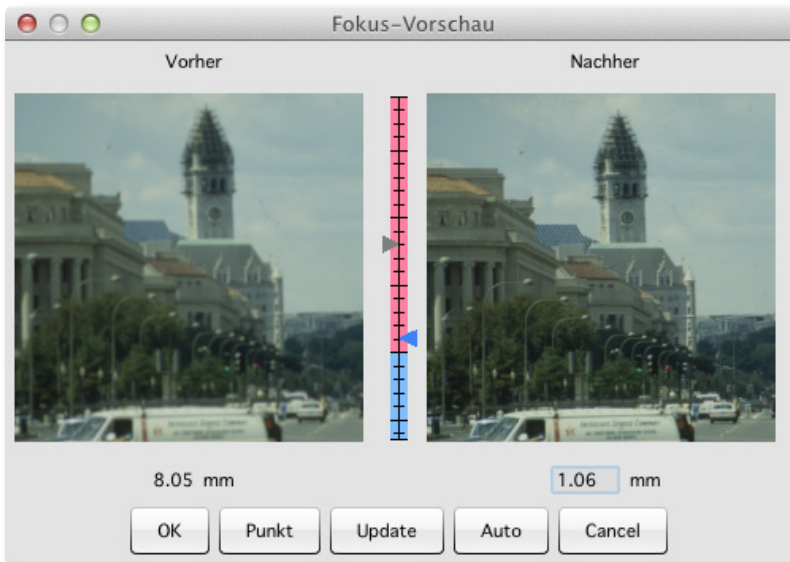 Fokus-Vorschau
Vorher
Nachher
8.05 mm
1.06 mm
OK
Punkt
Update
Auto
Cancel